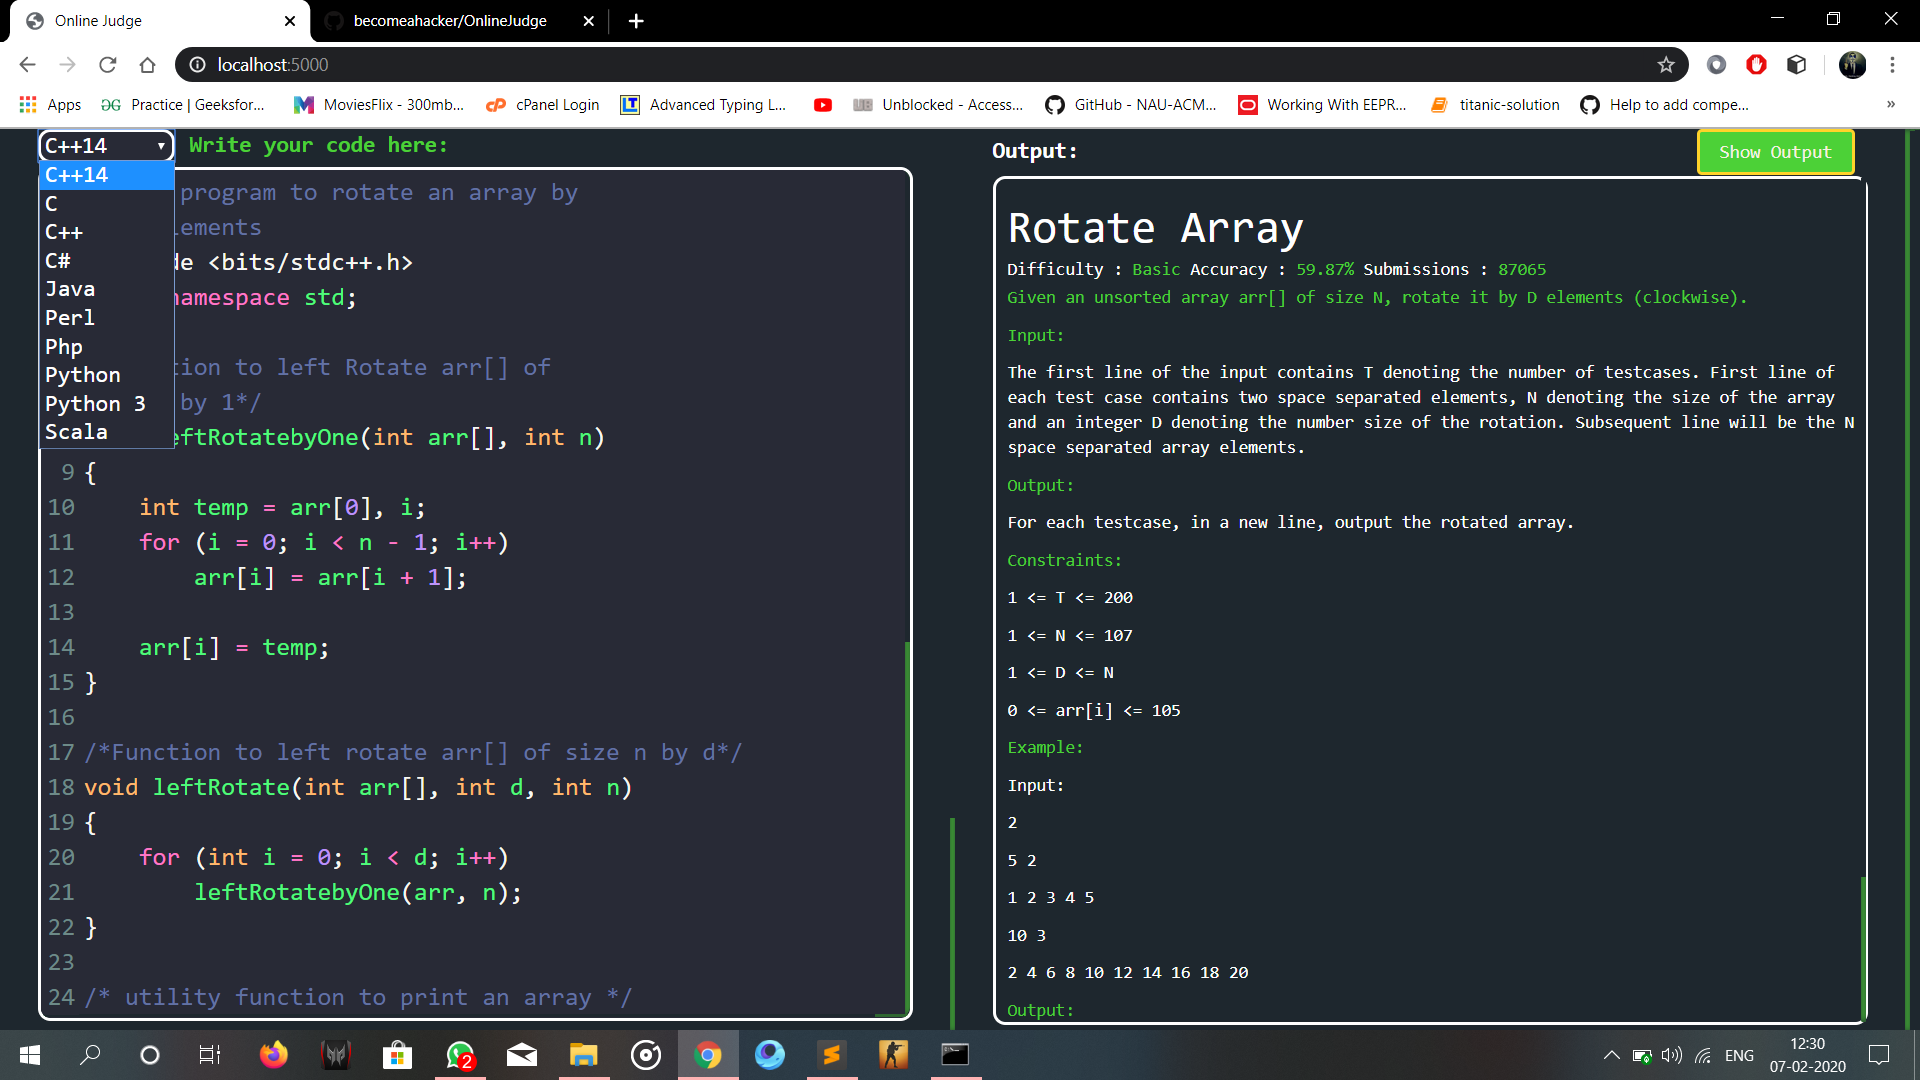 Online Judge
becomeahacker/OnlineJudge
localhost:5000
Apps
Practice | Geeksfor...
MoviesFlix - 300mb...
cPanel Login
Advanced Typing L...
Unblocked - Access...
GitHub - NAU-ACM...
Working With EEPR...
titanic-solution
Help to add compe...
»
C++14
Write your code here:
C++14
C
C++
C#
Java
Perl
Php
Python
Python 3
Scala
program to rotate an array by
lements
de <bits/stdc++.h>
namespace std;
tion to left Rotate arr[] of
by 1*/
eftRotatebyOne(int arr[], int n)
9 {
10 int temp = arr[0], i;
11 for (i = 0; i < n - 1; i++)
12 arr[i] = arr[i + 1];
13
14 arr[i] = temp;
15 }
16
17 /*Function to left rotate arr[] of size n by d*/
18 void leftRotate(int arr[], int d, int n)
19 {
20 for (int i = 0; i < d; i++)
21 leftRotatebyOne(arr, n);
22 }
23
24 /* utility function to print an array */
Output:
Show Output
Rotate Array
Difficulty : Basic Accuracy : 59.87% Submissions : 87065
Given an unsorted array arr[] of size N, rotate it by D elements (clockwise).
Input:
The first line of the input contains T denoting the number of testcases. First line of
each test case contains two space separated elements, N denoting the size of the array
and an integer D denoting the number size of the rotation. Subsequent line will be the N
space separated array elements.
Output:
For each testcase, in a new line, output the rotated array.
Constraints:
1 <= T <= 200
1 <= N <= 107
1 <= D <= N
0 <= arr[i] <= 105
Example:
Input:
2
5 2
1 2 3 4 5
10 3
2 4 6 8 10 12 14 16 18 20
Output:
2
ENG
12:30
07-02-2020